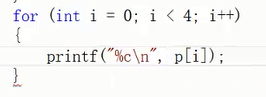 for (int i = 0; i < 4; i++)
{
    printf("%c\n", p[i]);
}